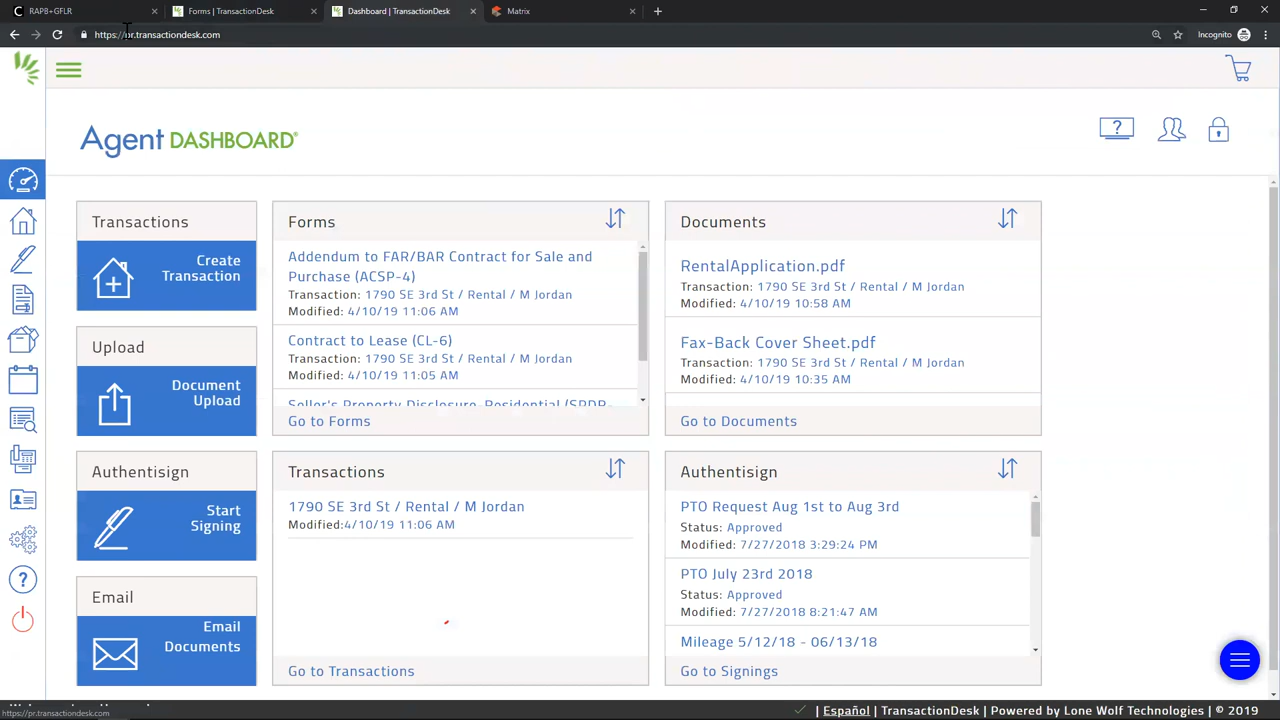 RAPB+GFLR
Forms | TransactionDesk
Dashboard | TransactionDesk
Matrix
https://pr.transactiondesk.com
Incognito
Agent DASHBOARD®
Transactions
Create
Transaction
Upload
Document
Upload
Authentisign
Start
Signing
Email
Email
Documents
Forms
Addendum to FAR/BAR Contract for Sale and
Purchase (ACSP-4)
Transaction: 1790 SE 3rd St / Rental / M Jordan
Modified: 4/10/19 11:06 AM
Contract to Lease (CL-6)
Transaction: 1790 SE 3rd St / Rental / M Jordan
Modified: 4/10/19 11:05 AM
Seller's Property Disclosure-Residential (SPDR-
Go to Forms
Documents
RentalApplication.pdf
Transaction: 1790 SE 3rd St / Rental / M Jordan
Modified: 4/10/19 10:58 AM
Fax-Back Cover Sheet.pdf
Transaction: 1790 SE 3rd St / Rental / M Jordan
Modified: 4/10/19 10:35 AM
Go to Documents
Transactions
1790 SE 3rd St / Rental / M Jordan
Modified:4/10/19 11:06 AM
Go to Transactions
Authentisign
PTO Request Aug 1st to Aug 3rd
Status: Approved
Modified: 7/27/2018 3:29:24 PM
PTO July 23rd 2018
Status: Approved
Modified: 7/27/2018 8:21:47 AM
Mileage 5/12/18 - 06/13/18
Go to Signings
https://pr.transactiondesk.com
| Español | TransactionDesk | Powered by Lone Wolf Technologies | © 2019